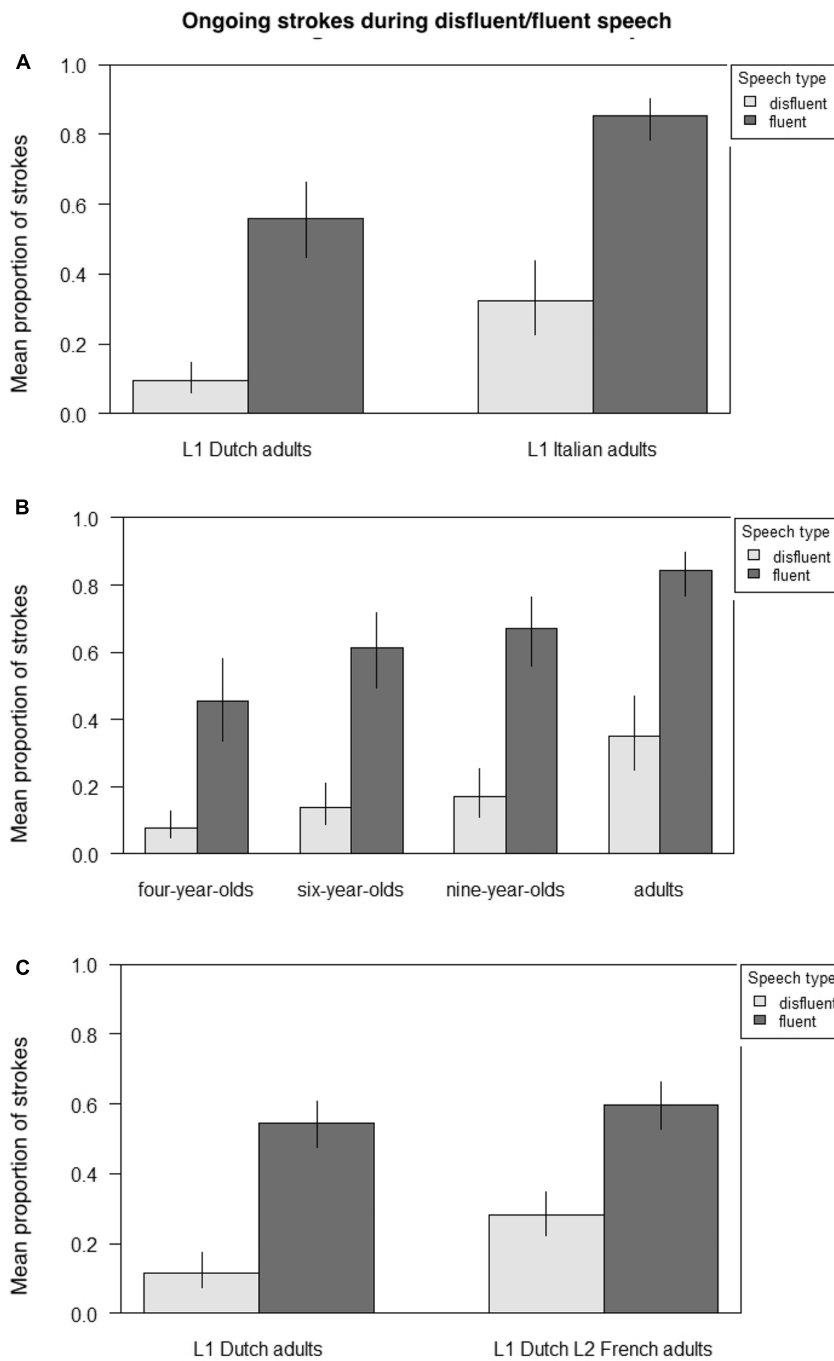 Ongoing strokes during disfluent/fluent speech
A
Mean proportion of strokes
1.0
0.8
0.6
0.4
0.2
0.0
L1 Dutch adults
L1 Italian adults
Speech type
disfluent
fluent
B
Mean proportion of strokes
1.0
0.8
0.6
0.4
0.2
0.0
four-year-olds
six-year-olds
nine-year-olds
adults
Speech type
disfluent
fluent
C
Mean proportion of strokes
1.0
0.8
0.6
0.4
0.2
0.0
L1 Dutch adults
L1 Dutch L2 French adults
Speech type
disfluent
fluent